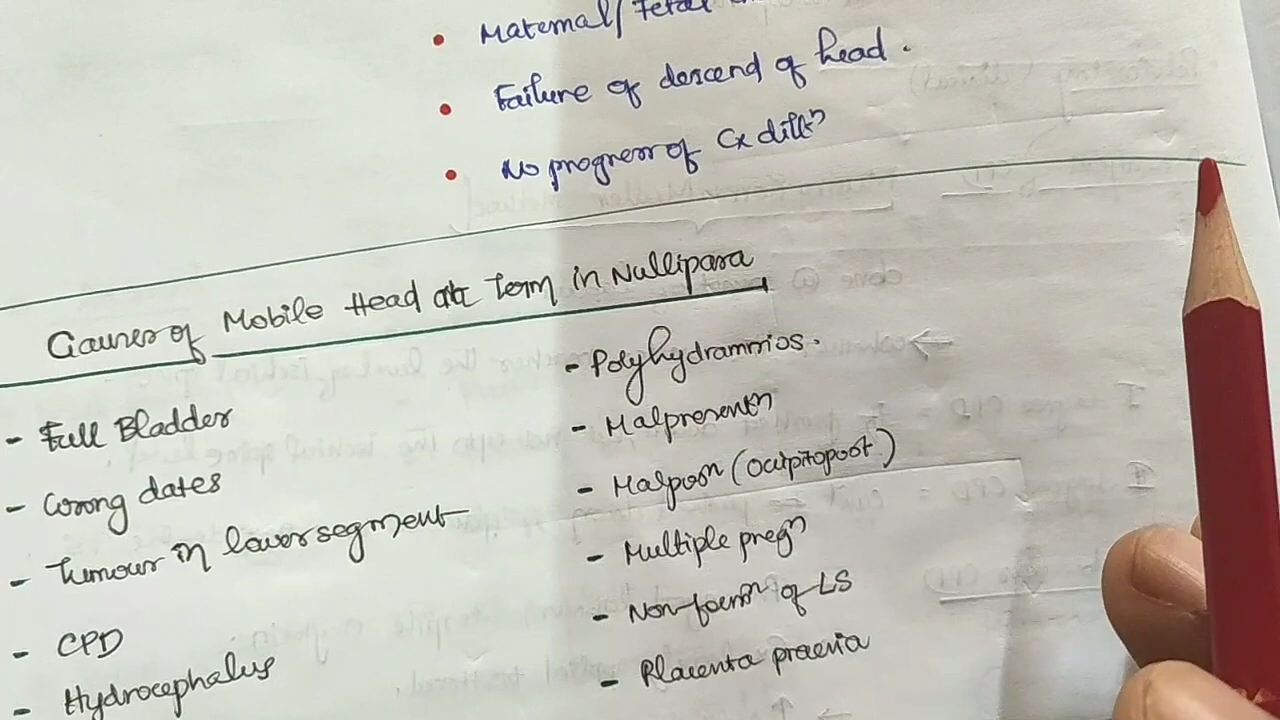 • Maternal/Fetal
• Failure of descend of head.
• No progress of Cx dilⁿ
Causes of Mobile Head at Term in Nullipara
- Full Bladder
- Wrong dates
- Tumour in lower segment
- CPD
- Hydrocephalus
- Polyhydramnios.
- Malpresentⁿ
- Malposⁿ (Occipitopost.)
- Multiple pregⁿ
- Non-formⁿ of LS
- Placenta praevia